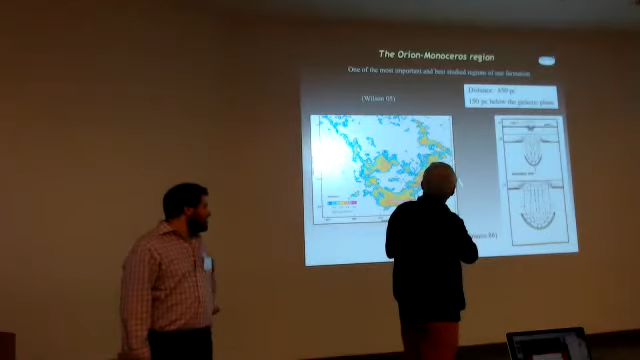 The Orion-Monoceros region
One of the most important and best studied regions of star formation
(Wilson 05)
Distance: 450 pc
150 pc below the galactic plane